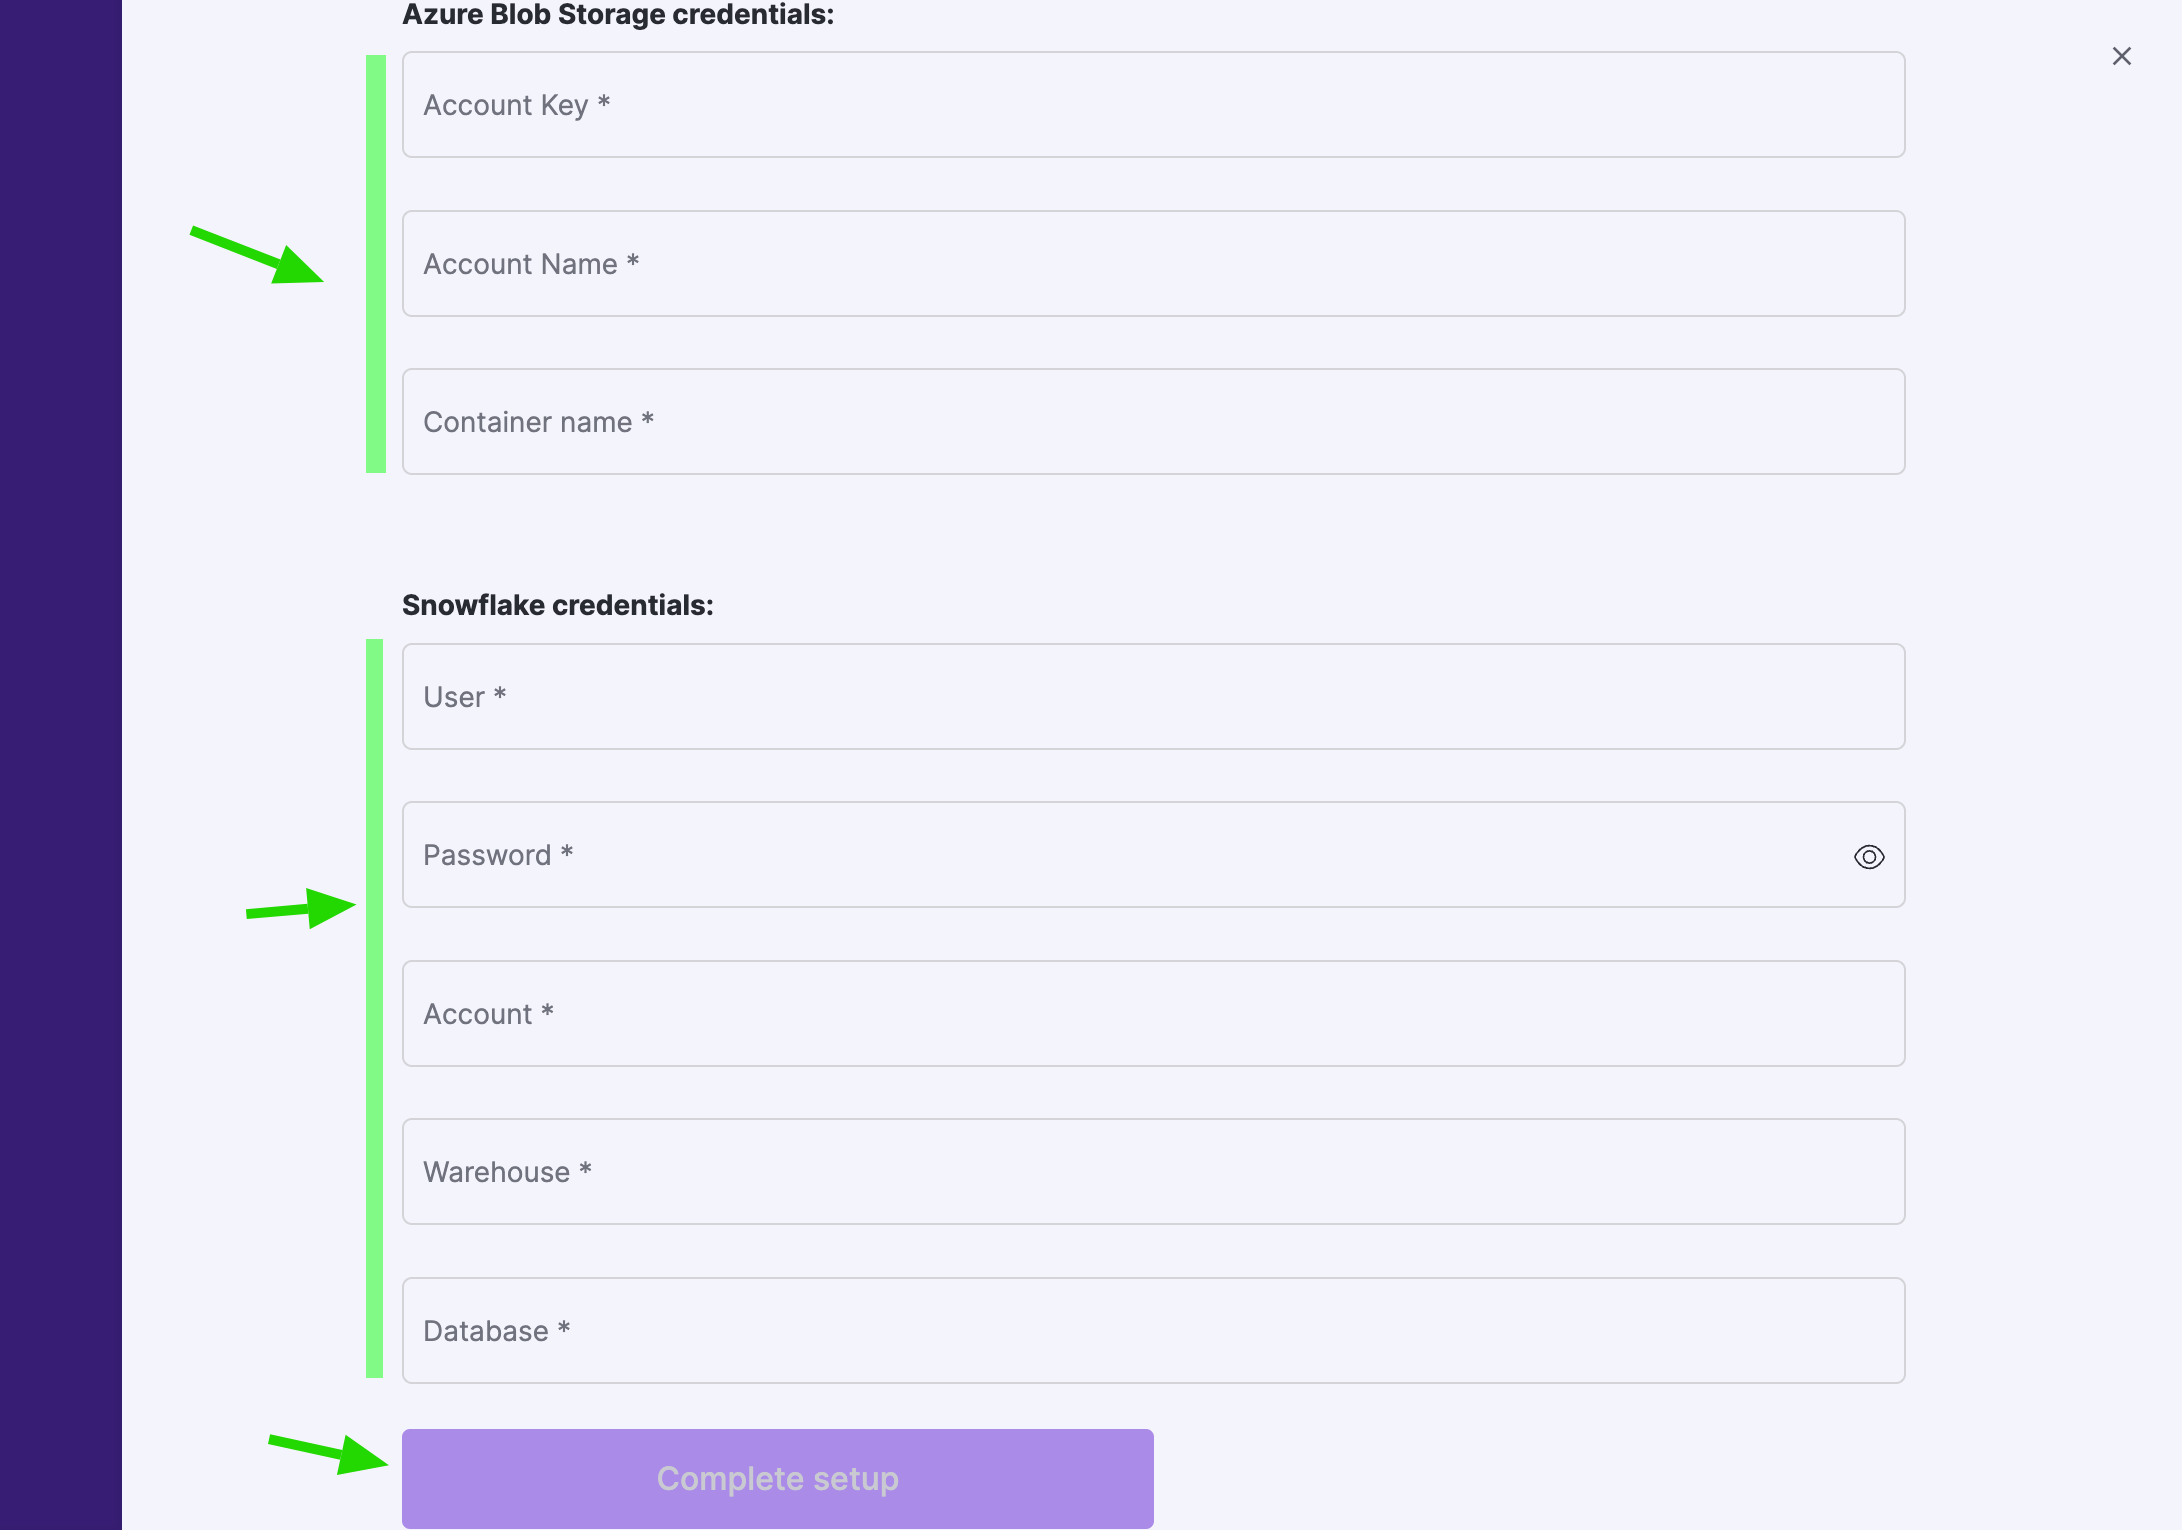 Azure Blob Storage credentials:
Account Key *
Account Name *
Container name *
Snowflake credentials:
User *
Password *
Account *
Warehouse *
Database *
Complete setup